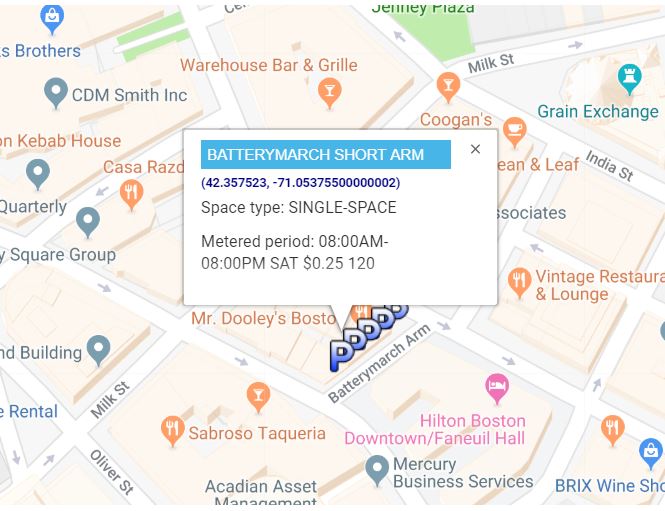 Jenney Plaza
s Brothers
Warehouse Bar & Grille
Milk St
CDM Smith Inc
Grain Exchange
Coogan's
on Kebab House
BATTERYMARCH SHORT ARM
×
(42.357523, -71.05375500000002)
Space type: SINGLE-SPACE
Metered period: 08:00AM-
08:00PM SAT $0.25 120
Casa Razd
ean & Leaf
India St
Quarterly
ssociates
y Square Group
Vintage Restaura
& Lounge
Mr. Dooley's Bosto
P P P P P
nd Building
Batterymarch Arm
Milk St
e Rental
Hilton Boston
Downtown/Faneuil Hall
Sabroso Taqueria
Oliver St
Mercury
Business Services
Acadian Asset
Management
BRIX Wine Sho